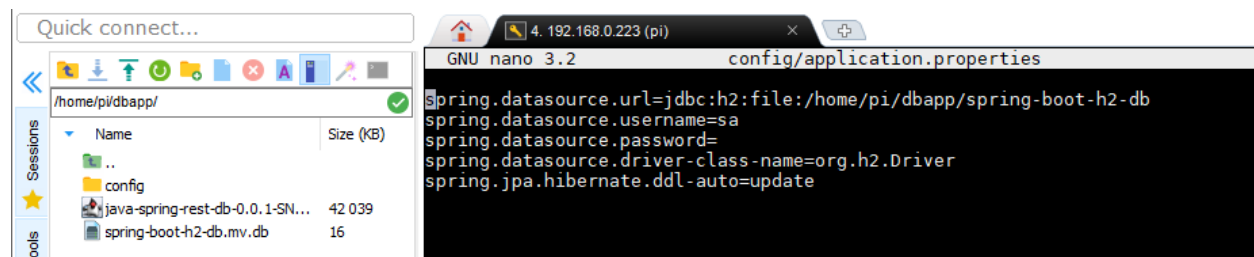 Quick connect...
4. 192.168.0.223 (pi)
GNU nano 3.2 config/application.properties
/home/pi/dbapp/
Name Size (KB)
..
config
java-spring-rest-db-0.0.1-SN... 42 039
spring-boot-h2-db.mv.db 16
Sessions
ools
spring.datasource.url=jdbc:h2:file:/home/pi/dbapp/spring-boot-h2-db
spring.datasource.username=sa
spring.datasource.password=
spring.datasource.driver-class-name=org.h2.Driver
spring.jpa.hibernate.ddl-auto=update